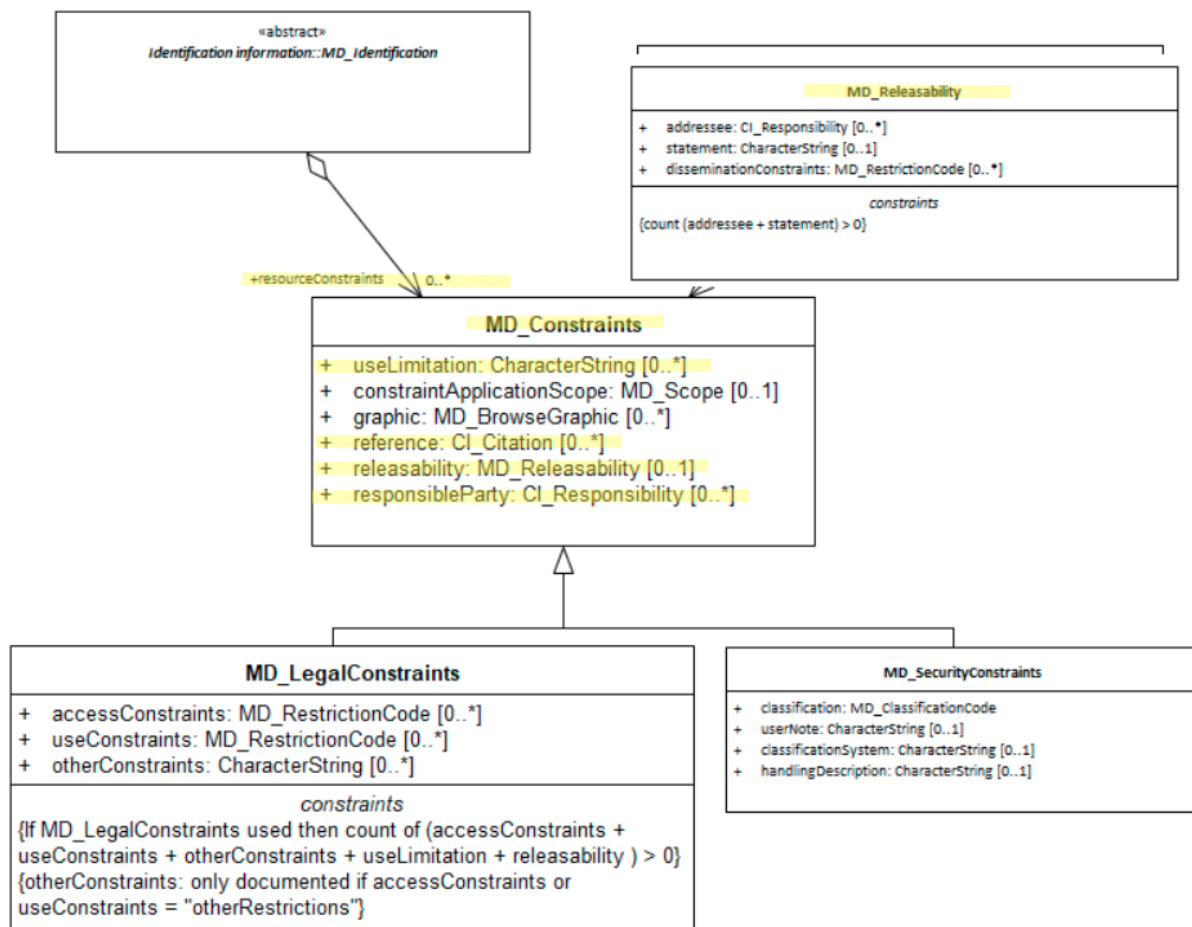 «abstract»
Identification information::MD_Identification
MD_Releasability
+ addressee: CI_Responsibility [0..*]
+ statement: CharacterString [0..1]
+ disseminationConstraints: MD_RestrictionCode [0..*]
constraints
{count (addressee + statement) > 0}
+resourceConstraints 0..*
MD_Constraints
+ useLimitation: CharacterString [0..*]
+ constraintApplicationScope: MD_Scope [0..1]
+ graphic: MD_BrowseGraphic [0..*]
+ reference: CI_Citation [0..*]
+ releasability: MD_Releasability [0..1]
+ responsibleParty: CI_Responsibility [0..*]
MD_LegalConstraints
+ accessConstraints: MD_RestrictionCode [0..*]
+ useConstraints: MD_RestrictionCode [0..*]
+ otherConstraints: CharacterString [0..*]
constraints
{If MD_LegalConstraints used then count of (accessConstraints +
useConstraints + otherConstraints + useLimitation + releasability ) > 0}
{otherConstraints: only documented if accessConstraints or
useConstraints = "otherRestrictions"}
MD_SecurityConstraints
+ classification: MD_ClassificationCode
+ userNote: CharacterString [0..1]
+ classificationSystem: CharacterString [0..1]
+ handlingDescription: CharacterString [0..1]